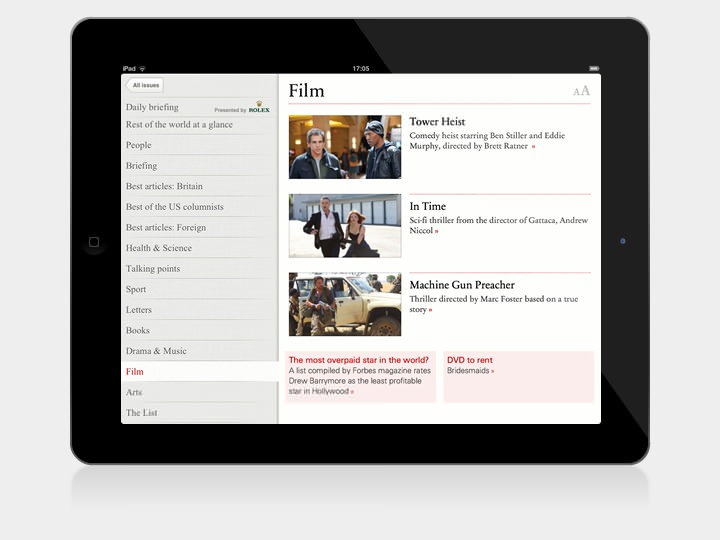 iPad
17:05
All issues
Daily briefing
Presented by ROLEX
Rest of the world at a glance
People
Briefing
Best articles: Britain
Best of the US columnists
Best articles: Foreign
Health & Science
Talking points
Sport
Letters
Books
Drama & Music
Film
Arts
The List
Film
AA
Tower Heist
Comedy heist starring Ben Stiller and Eddie
Murphy, directed by Brett Ratner »
In Time
Sci-fi thriller from the director of Gattaca, Andrew
Niccol »
Machine Gun Preacher
Thriller directed by Marc Foster based on a true
story »
The most overpaid star in the world?
A list compiled by Forbes magazine rates
Drew Barrymore as the least profitable
star in Hollywood »
DVD to rent
Bridesmaids »